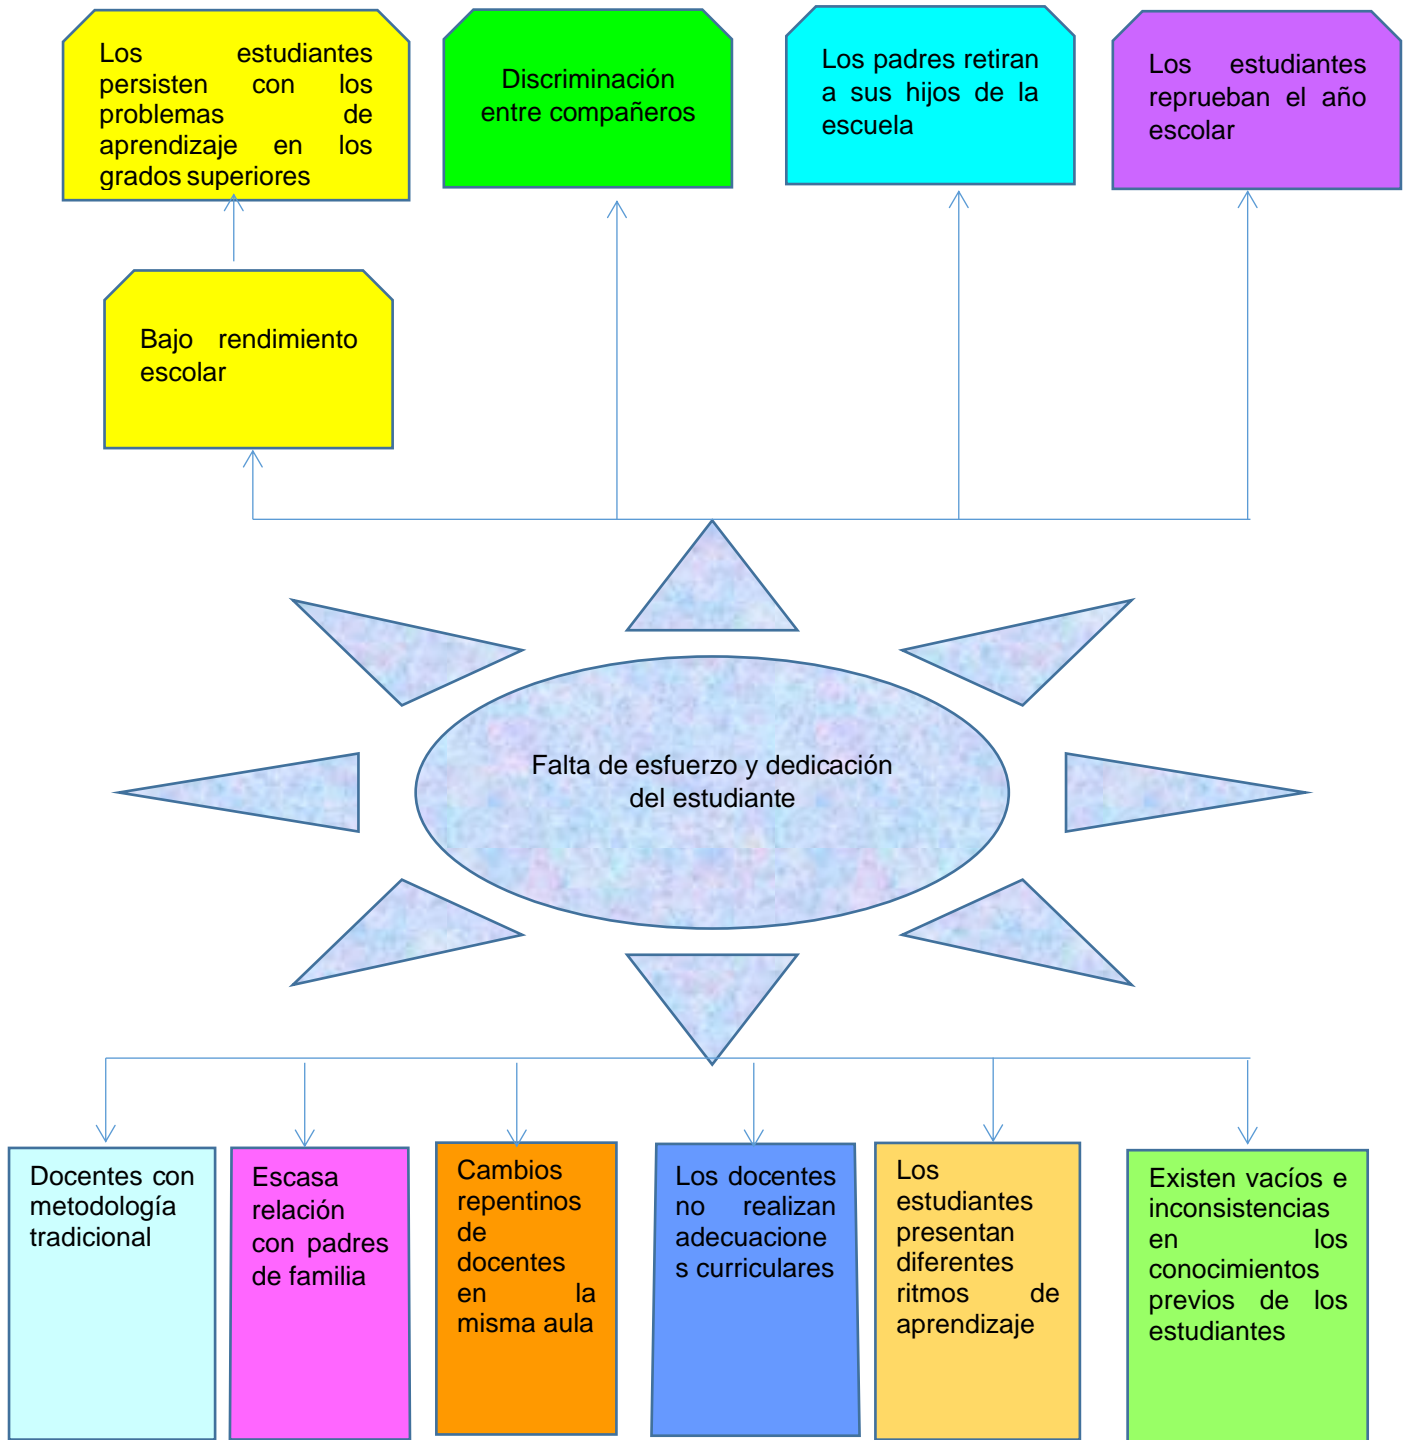 Los estudiantes
persisten con los
problemas de
aprendizaje en los
grados superiores
Discriminación
entre compañeros
Los padres retiran
a sus hijos de la
escuela
Los estudiantes
reprueban el año
escolar
Bajo rendimiento
escolar
Falta de esfuerzo y dedicación
del estudiante
Docentes con
metodología
tradicional
Escasa
relación
con padres
de familia
Cambios
repentinos
de
docentes
en la
misma aula
Los docentes
no realizan
adecuacione
s curriculares
Los
estudiantes
presentan
diferentes
ritmos de
aprendizaje
Existen vacíos e
inconsistencias
en los
conocimientos
previos de los
estudiantes